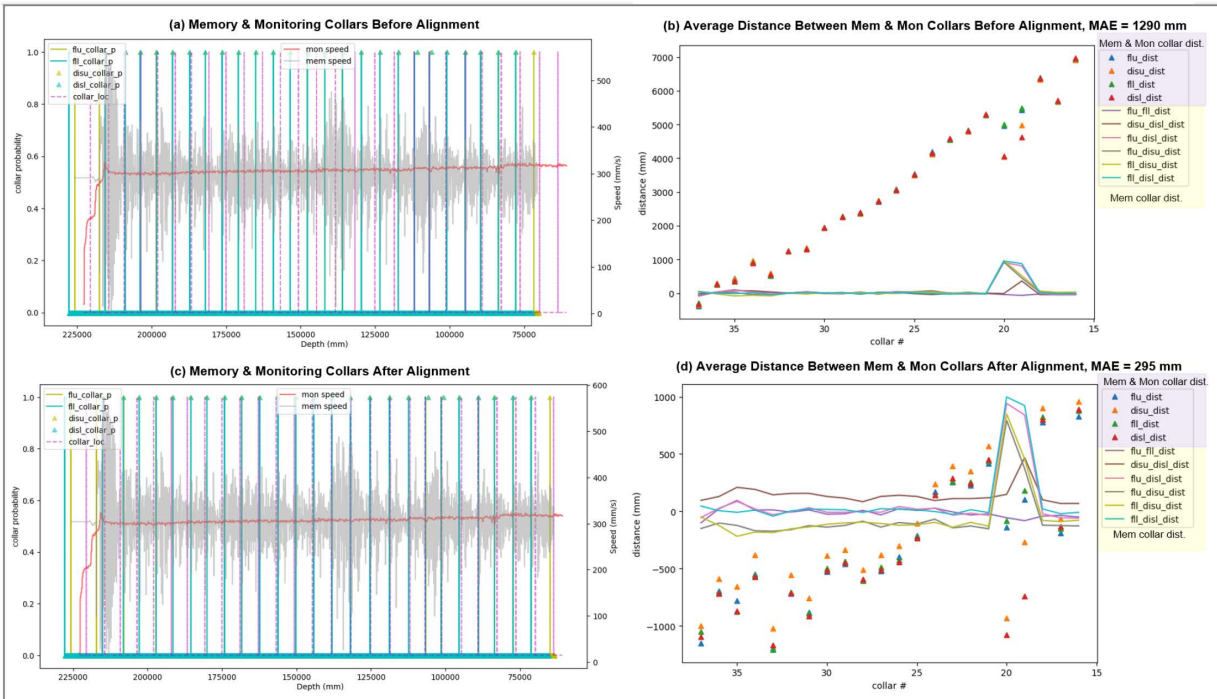 (a) Memory & Monitoring Collars Before Alignment
flu_collar_p
fll_collar_p
disu_collar_p
disl_collar_p
collar_loc
mon speed
mem speed
1.0
0.8
0.6
0.4
0.2
0.0
collar probability
500
400
300
200
100
0
Speed (mm/s)
225000 200000 175000 150000 125000 100000 75000
Depth (mm)
(b) Average Distance Between Mem & Mon Collars Before Alignment, MAE = 1290 mm
7000
6000
5000
4000
3000
2000
1000
0
distance (mm)
35 30 25 20 15
collar #
Mem & Mon collar dist.
flu_dist
disu_dist
fll_dist
disl_dist
flu_fll_dist
disu_disl_dist
flu_disl_dist
flu_disu_dist
fll_disu_dist
fll_disl_dist
Mem collar dist.
(c) Memory & Monitoring Collars After Alignment
flu_collar_p
fll_collar_p
disu_collar_p
disl_collar_p
collar_loc
mon speed
mem speed
1.0
0.8
0.6
0.4
0.2
0.0
collar probability
600
500
400
300
200
100
0
Speed (mm/s)
225000 200000 175000 150000 125000 100000 75000
Depth (mm)
(d) Average Distance Between Mem & Mon Collars After Alignment, MAE = 295 mm
1000
500
0
−500
−1000
distance (mm)
35 30 25 20 15
collar #
Mem & Mon collar dist.
flu_dist
disu_dist
fll_dist
disl_dist
flu_fll_dist
disu_disl_dist
flu_disl_dist
flu_disu_dist
fll_disu_dist
fll_disl_dist
Mem collar dist.